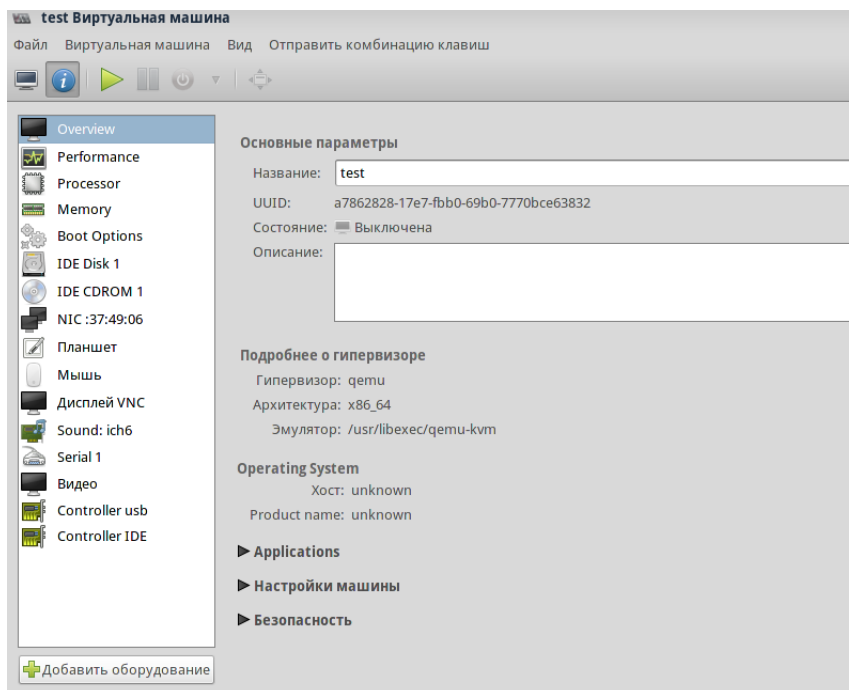 test Виртуальная машина
Файл Виртуальная машина Вид Отправить комбинацию клавиш
Overview
Performance
Processor
Memory
Boot Options
IDE Disk 1
IDE CDROM 1
NIC :37:49:06
Планшет
Мышь
Дисплей VNC
Sound: ich6
Serial 1
Видео
Controller usb
Controller IDE
Добавить оборудование
Основные параметры
Название: test
UUID: a7862828-17e7-fbb0-69b0-7770bce63832
Состояние: Выключена
Описание:
Подробнее о гипервизоре
Гипервизор: qemu
Архитектура: x86_64
Эмулятор: /usr/libexec/qemu-kvm
Operating System
Хост: unknown
Product name: unknown
Applications
Настройки машины
Безопасность